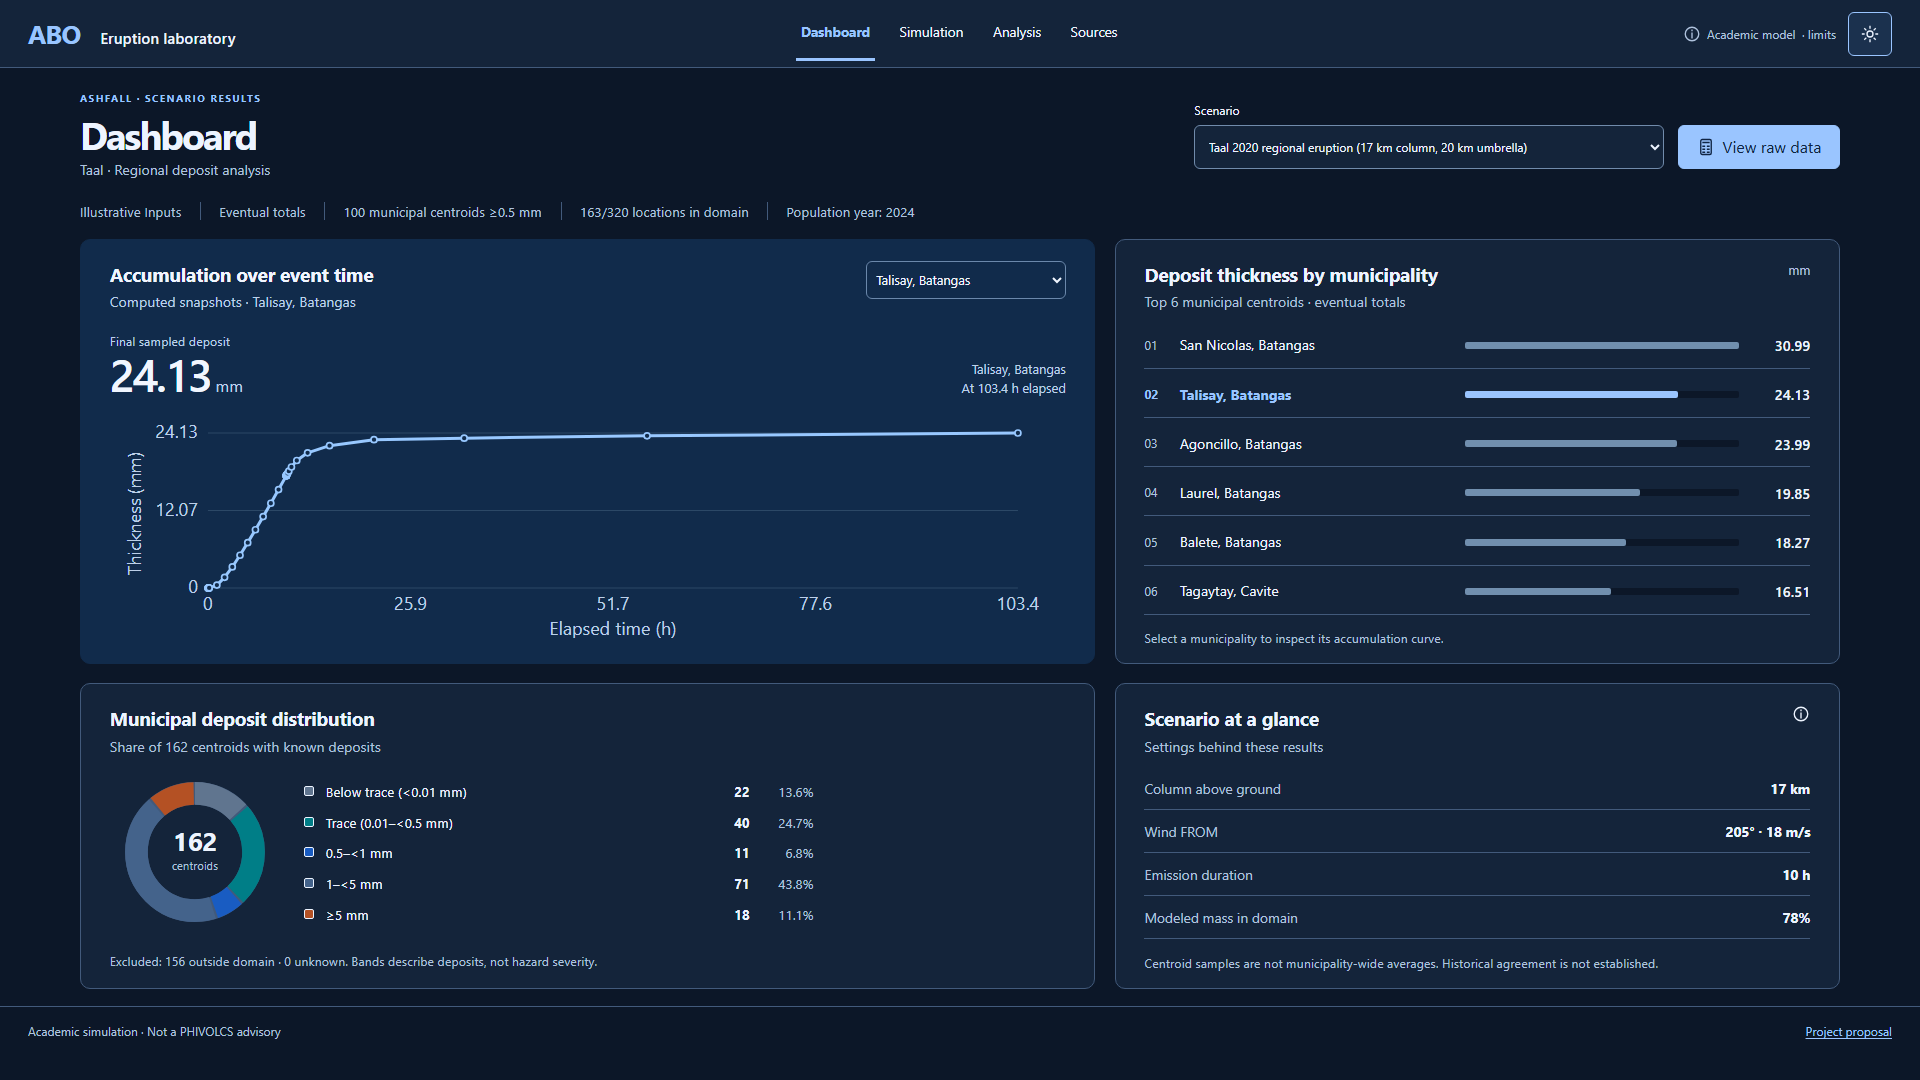 ABO Eruption laboratory
Dashboard Simulation Analysis Sources
Academic model · limits
ASHFALL · SCENARIO RESULTS
Dashboard
Taal · Regional deposit analysis
Scenario
Taal 2020 regional eruption (17 km column, 20 km umbrella)
View raw data
Illustrative Inputs
Eventual totals
100 municipal centroids ≥0.5 mm
163/320 locations in domain
Population year: 2024
Accumulation over event time
Computed snapshots · Talisay, Batangas
Talisay, Batangas
Final sampled deposit
24.13 mm
Talisay, Batangas
At 103.4 h elapsed
Thickness (mm)
24.13
12.07
0
0 25.9 51.7 77.6 103.4
Elapsed time (h)
Deposit thickness by municipality
mm
Top 6 municipal centroids · eventual totals
01 San Nicolas, Batangas 30.99
02 Talisay, Batangas 24.13
03 Agoncillo, Batangas 23.99
04 Laurel, Batangas 19.85
05 Balete, Batangas 18.27
06 Tagaytay, Cavite 16.51
Select a municipality to inspect its accumulation curve.
Municipal deposit distribution
Share of 162 centroids with known deposits
162
centroids
Below trace (<0.01 mm) 22 13.6%
Trace (0.01–<0.5 mm) 40 24.7%
0.5–<1 mm 11 6.8%
1–<5 mm 71 43.8%
≥5 mm 18 11.1%
Excluded: 156 outside domain · 0 unknown. Bands describe deposits, not hazard severity.
Scenario at a glance
Settings behind these results
Column above ground 17 km
Wind FROM 205° · 18 m/s
Emission duration 10 h
Modeled mass in domain 78%
Centroid samples are not municipality-wide averages. Historical agreement is not established.
Academic simulation · Not a PHIVOLCS advisory
Project proposal